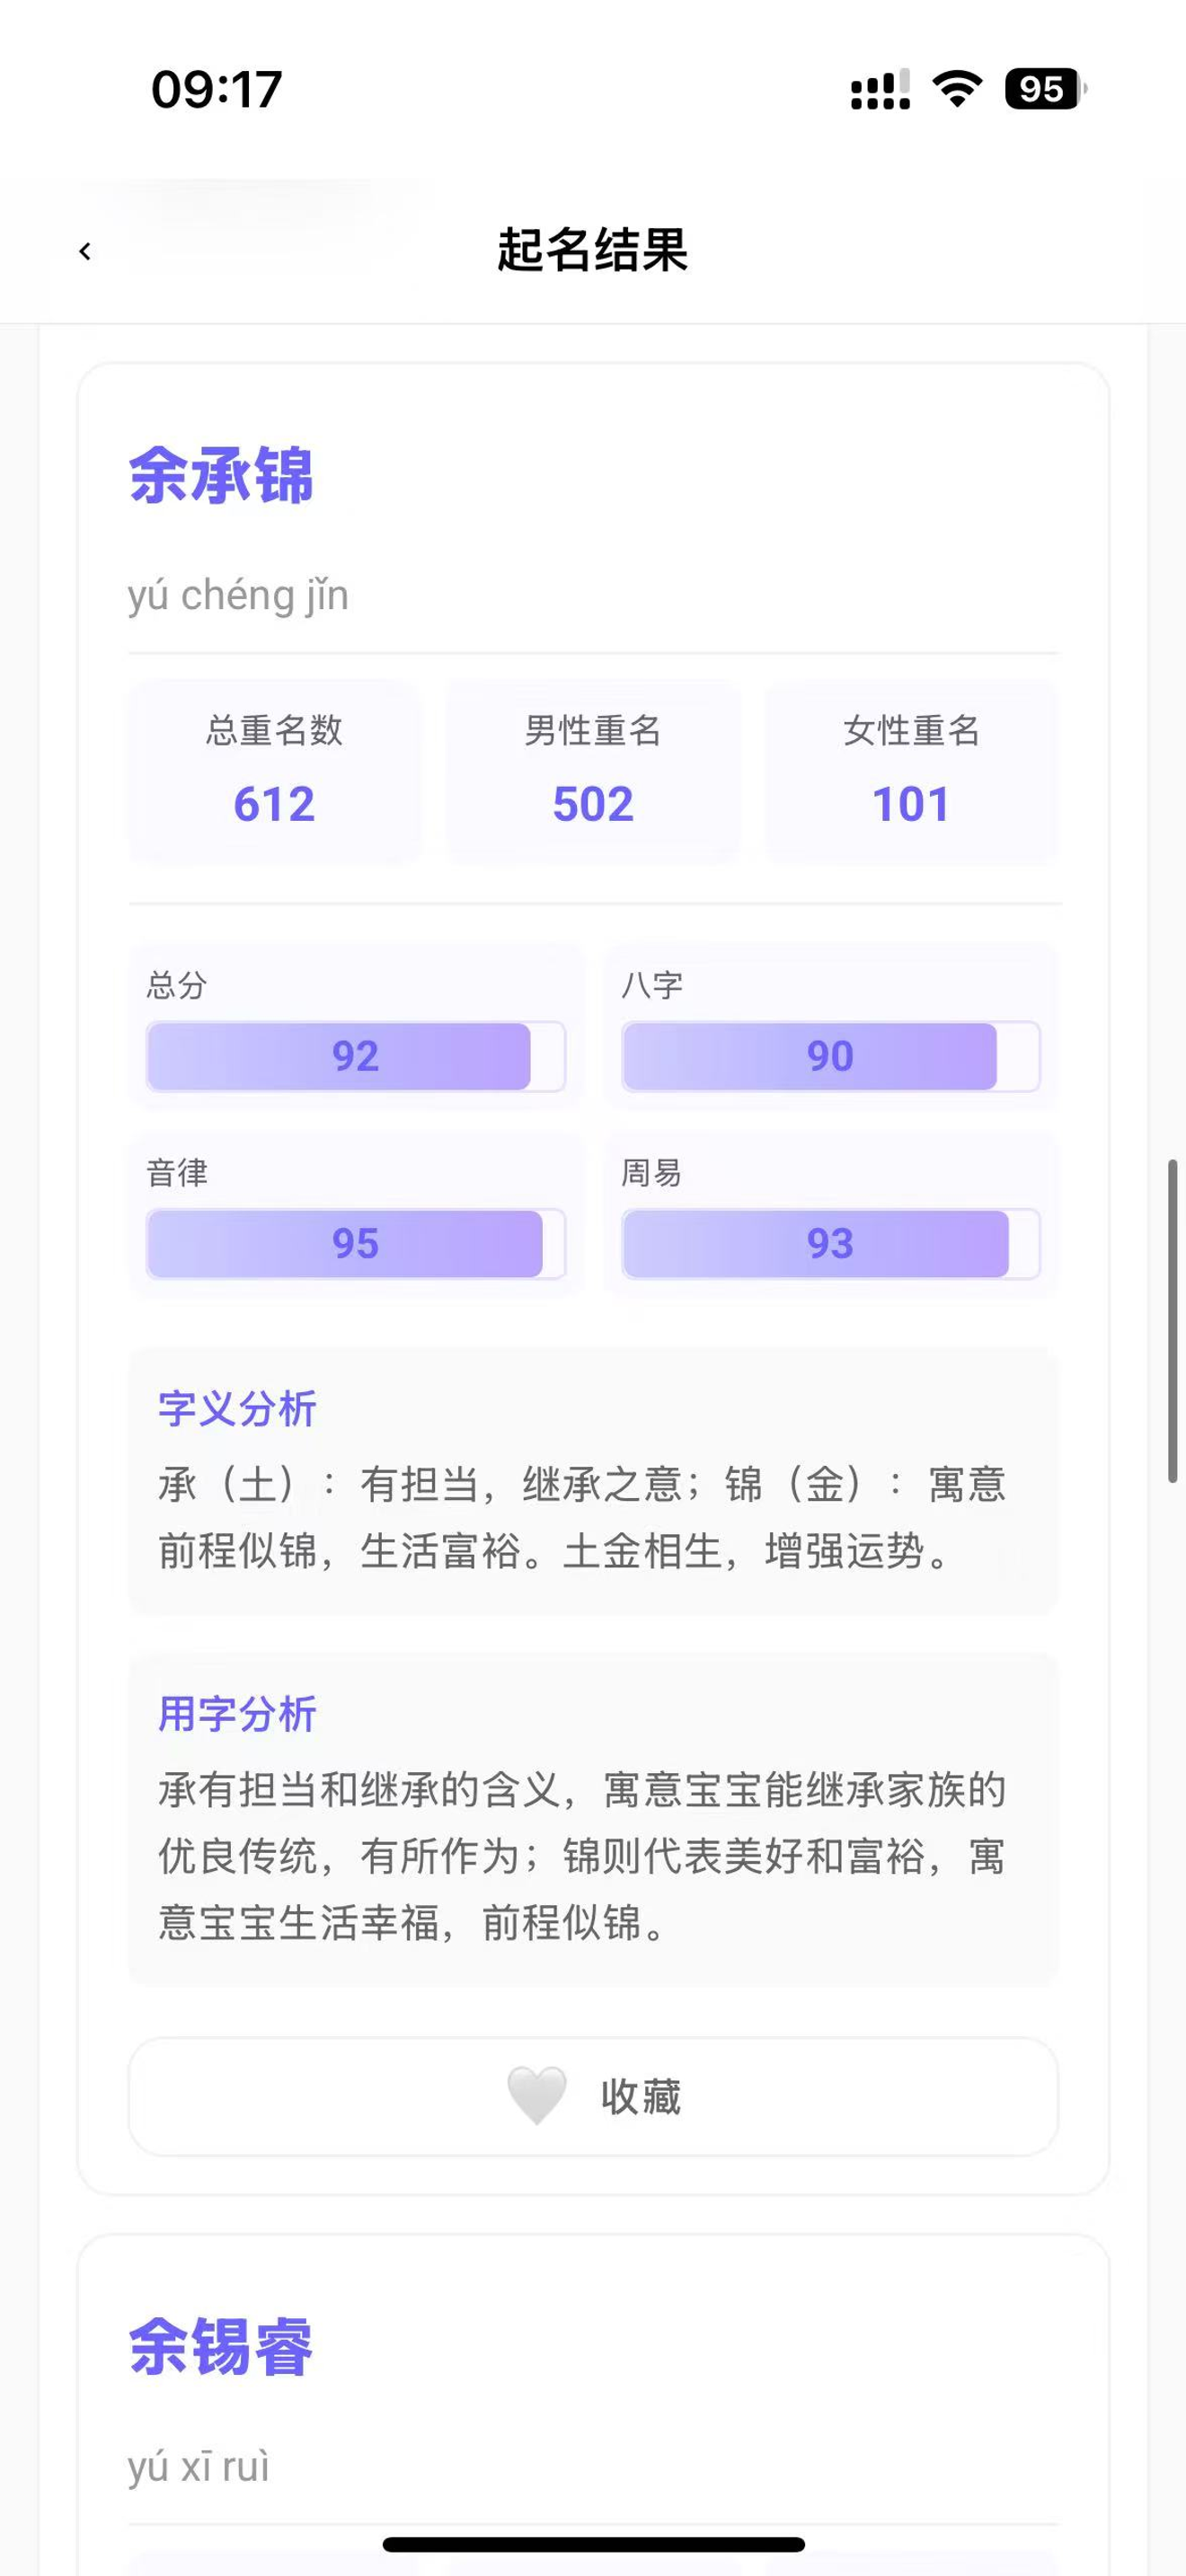 09:17
95
起名结果
余承锦
yú chéng jǐn
总重名数 男性重名 女性重名
612 502 101
总分 八字
92 90
音律 周易
95 93
字义分析
承（土）：有担当，继承之意；锦（金）：寓意
前程似锦，生活富裕。土金相生，增强运势。
用字分析
承有担当和继承的含义，寓意宝宝能继承家族的
优良传统，有所作为；锦则代表美好和富裕，寓
意宝宝生活幸福，前程似锦。
收藏
余锡睿
yú xī ruì